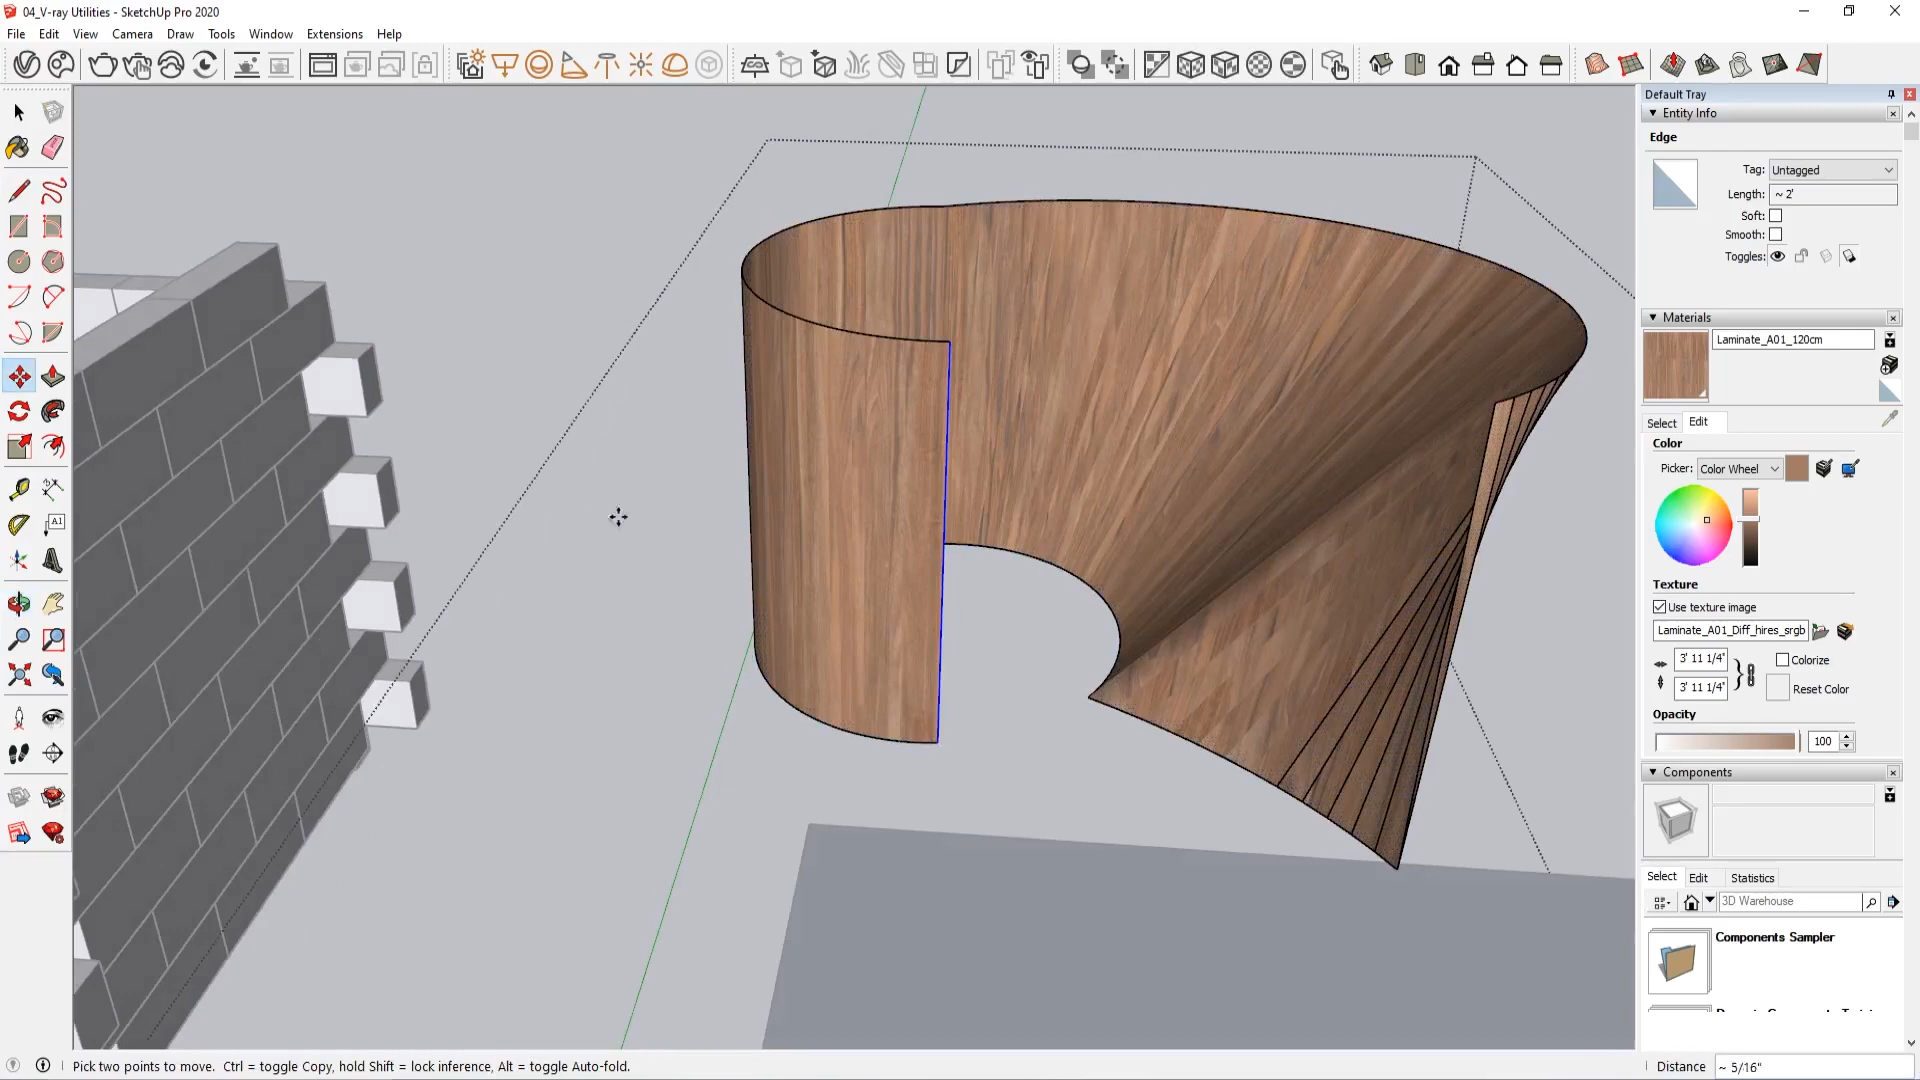 04_V-ray Utilities - SketchUp Pro 2020
File Edit View Camera Draw Tools Window Extensions Help
Default Tray
Entity Info
Edge
Tag: Untagged
Length: ~ 2'
Soft:
Smooth:
Toggles:
Materials
Laminate_A01_120cm
Select Edit
Color
Picker: Color Wheel
Texture
Use texture image
Laminate_A01_Diff_hires_srgb
3' 11 1/4"
Colorize
3' 11 1/4"
Reset Color
Opacity
100
Components
Select Edit Statistics
3D Warehouse
Components Sampler
A1
Pick two points to move. Ctrl = toggle Copy, hold Shift = lock inference, Alt = toggle Auto-fold.
Distance ~ 5/16"